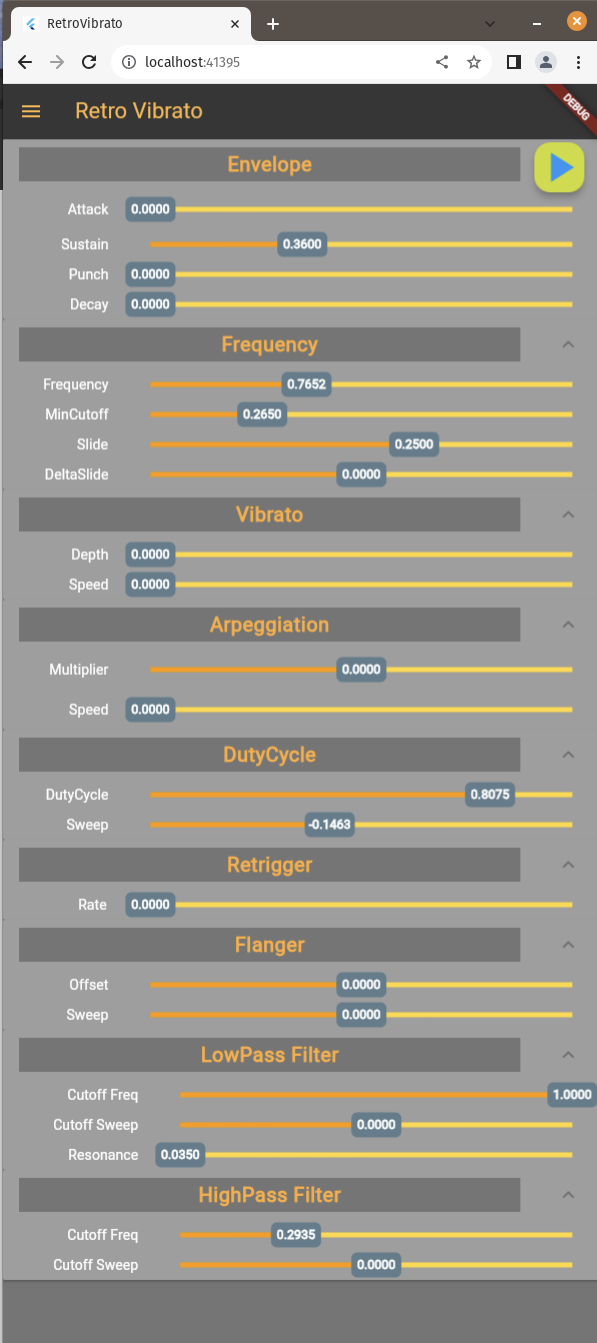 RetroVibrato
localhost:41395
Retro Vibrato
DEBUG
Envelope
Attack 0.0000
Sustain 0.3600
Punch 0.0000
Decay 0.0000
Frequency
Frequency 0.7652
MinCutoff 0.2650
Slide 0.2500
DeltaSlide 0.0000
Vibrato
Depth 0.0000
Speed 0.0000
Arpeggiation
Multiplier 0.0000
Speed 0.0000
DutyCycle
DutyCycle 0.8075
Sweep -0.1463
Retrigger
Rate 0.0000
Flanger
Offset 0.0000
Sweep 0.0000
LowPass Filter
Cutoff Freq 1.0000
Cutoff Sweep 0.0000
Resonance 0.0350
HighPass Filter
Cutoff Freq 0.2935
Cutoff Sweep 0.0000